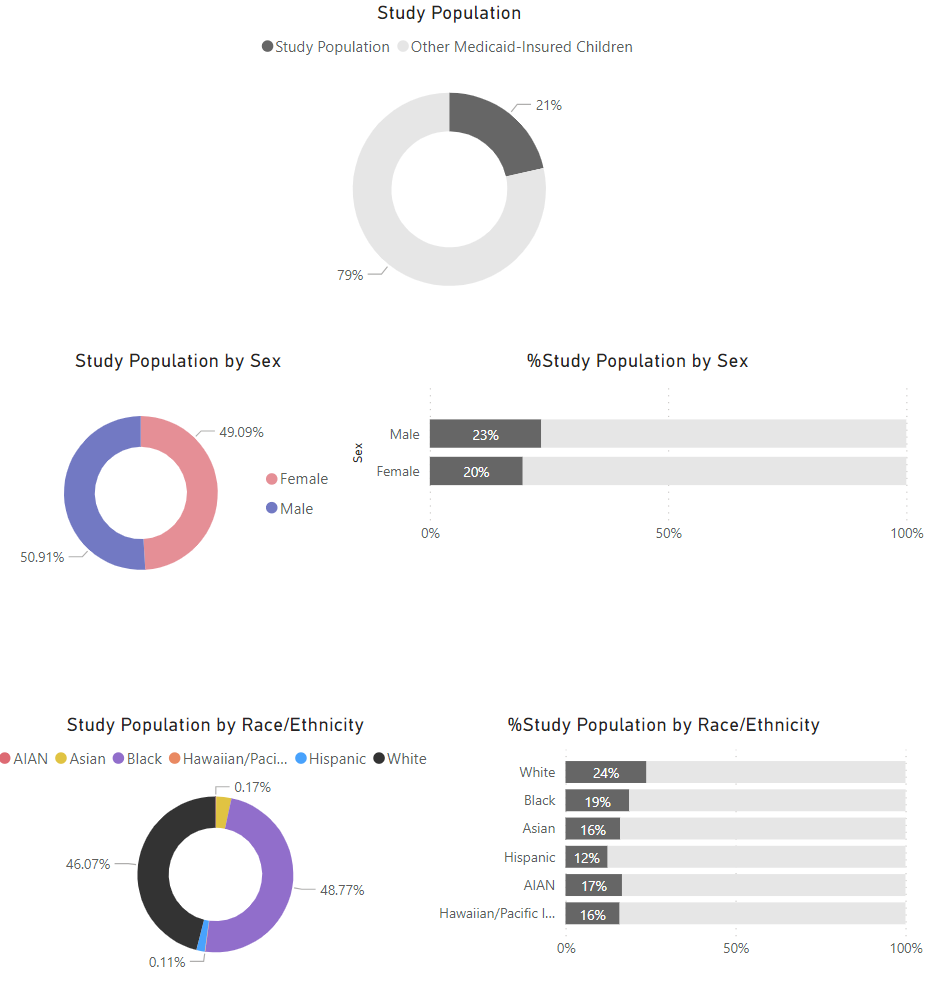 Study Population
Study Population Other Medicaid-Insured Children
21%
79%
Study Population by Sex
49.09%
50.91%
Female
Male
%Study Population by Sex
Sex
Male 23%
Female 20%
0% 50% 100%
Study Population by Race/Ethnicity
AIAN Asian Black Hawaiian/Paci... Hispanic White
0.17%
46.07%
48.77%
0.11%
%Study Population by Race/Ethnicity
White 24%
Black 19%
Asian 16%
Hispanic 12%
AIAN 17%
Hawaiian/Pacific I... 16%
0% 50% 100%